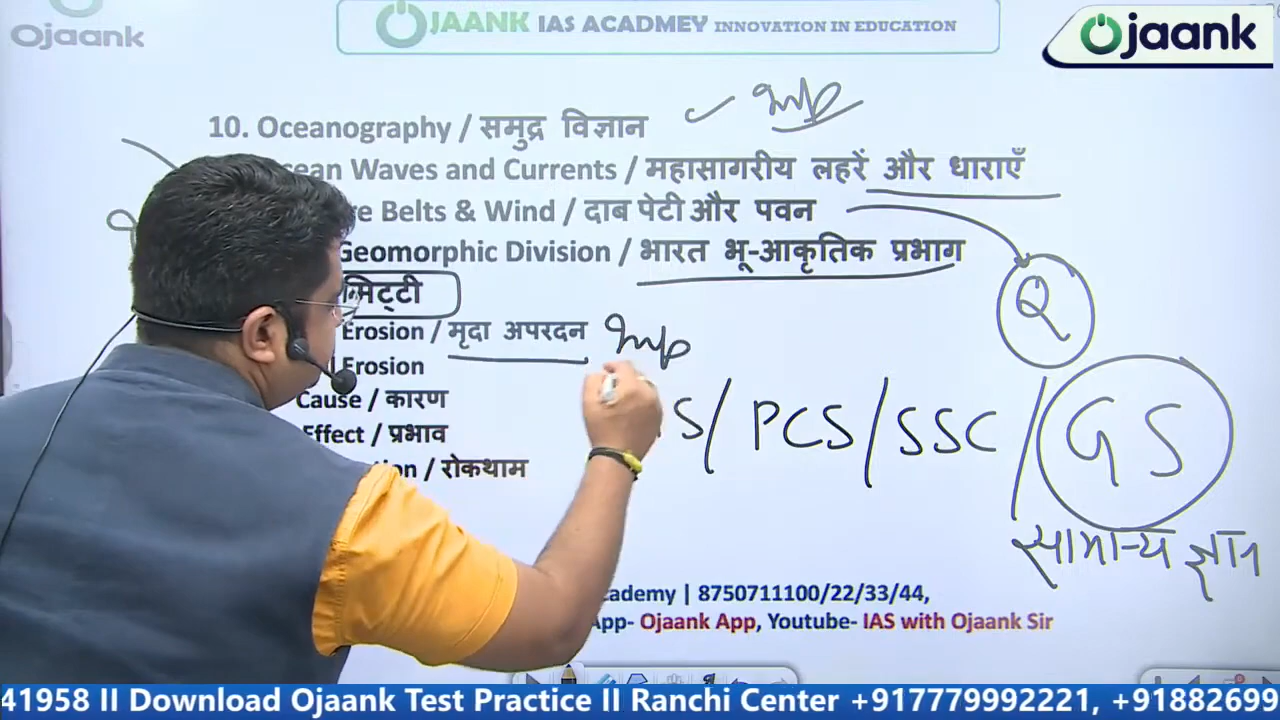 Ojaank
OJAANK IAS ACADMEY INNOVATION IN EDUCATION
Ojaank
10. Oceanography / समुद्र विज्ञान Imp
Waves and Currents / महासागरीय लहरें और धाराएँ
Belts & Wind / दाब पेटी और पवन
Geomorphic Division / भारत भू-आकृतिक प्रभाग
मिट्टी
Erosion / मृदा अपरदन Imp
Erosion
Cause / कारण
Effect / प्रभाव
रोकथाम
S/ PCS/ SSC / GS
सामान्य ज्ञान
| 8750711100/22/33/44,
App- Ojaank App, Youtube- IAS with Ojaank Sir
41958 II Download Ojaank Test Practice II Ranchi Center +917779992221, +91882699